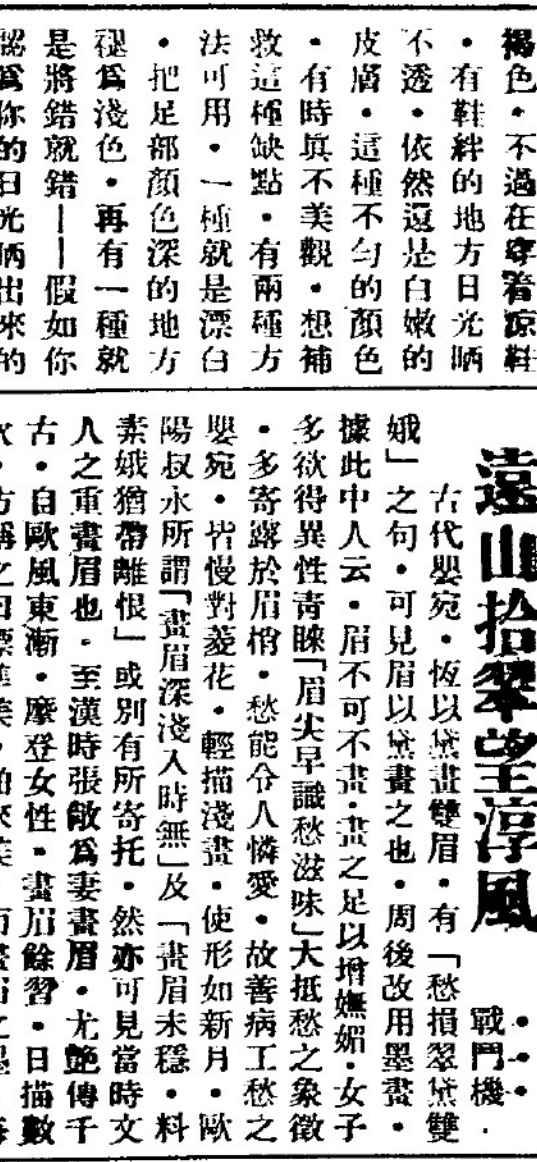 褐色・不過在穿着凉鞋
・有鞋絆的地方日光晒
不透・依然還是白嫩的
皮膚・這種不勻的顏色
・有時眞不美觀・想補
救這種缺點・有兩種方
法可用・一種就是漂白
・把足部顏色深的地方
褪爲淺色・再有一種就
是將錯就錯——假如你
認爲你的日光晒出來的
遠山拾翠望淳風
・・・戰鬥機・
古代嬰宛・恆以黛畫雙眉・有「愁損翠黛雙
娥」之句・可見眉以黛畫之也・周後改用墨畫・
據此中人云・眉不可不畫・畫之足以增嫵媚・女子
多欲得異性靑睞「眉尖早識愁滋味」大抵愁之象徵
・多寄露於眉梢・愁能令人憐愛・故善病工愁之
嬰宛・皆慢對菱花・輕描淺畫・使形如新月・歐
陽叔永所謂「畫眉深淺入時無」及「畫眉未穩・料
素娥猶帶離恨」或別有所寄托・然亦可見當時文
人之重畫眉也・至漢時張敞爲妻畫眉・尤艷傳千
古・自歐風東漸・摩登女性・畫眉餘習・日描數